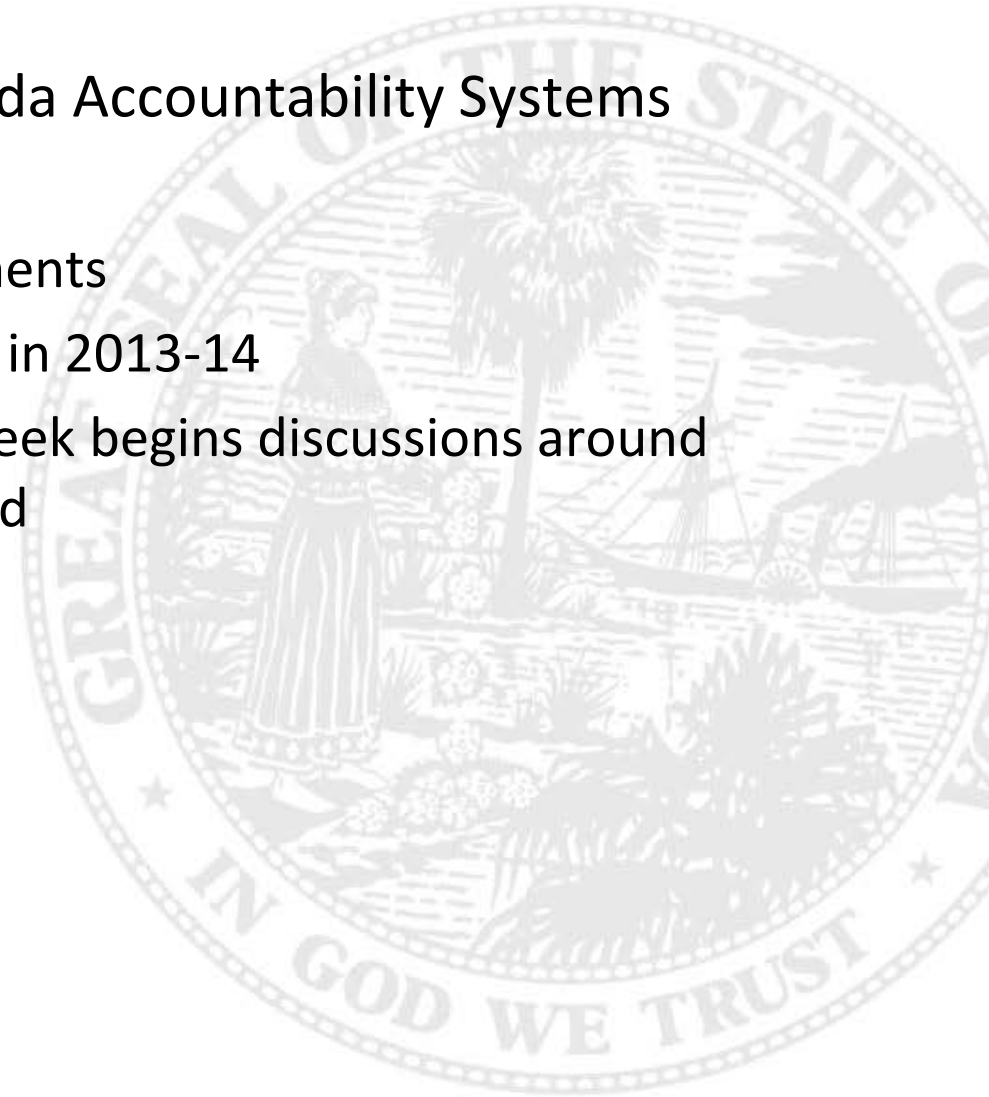 da Accountability Systems
ents
in 2013-14
eek begins discussions around
d
GREAT SEAL OF THE STATE OF
IN GOD WE TRUST